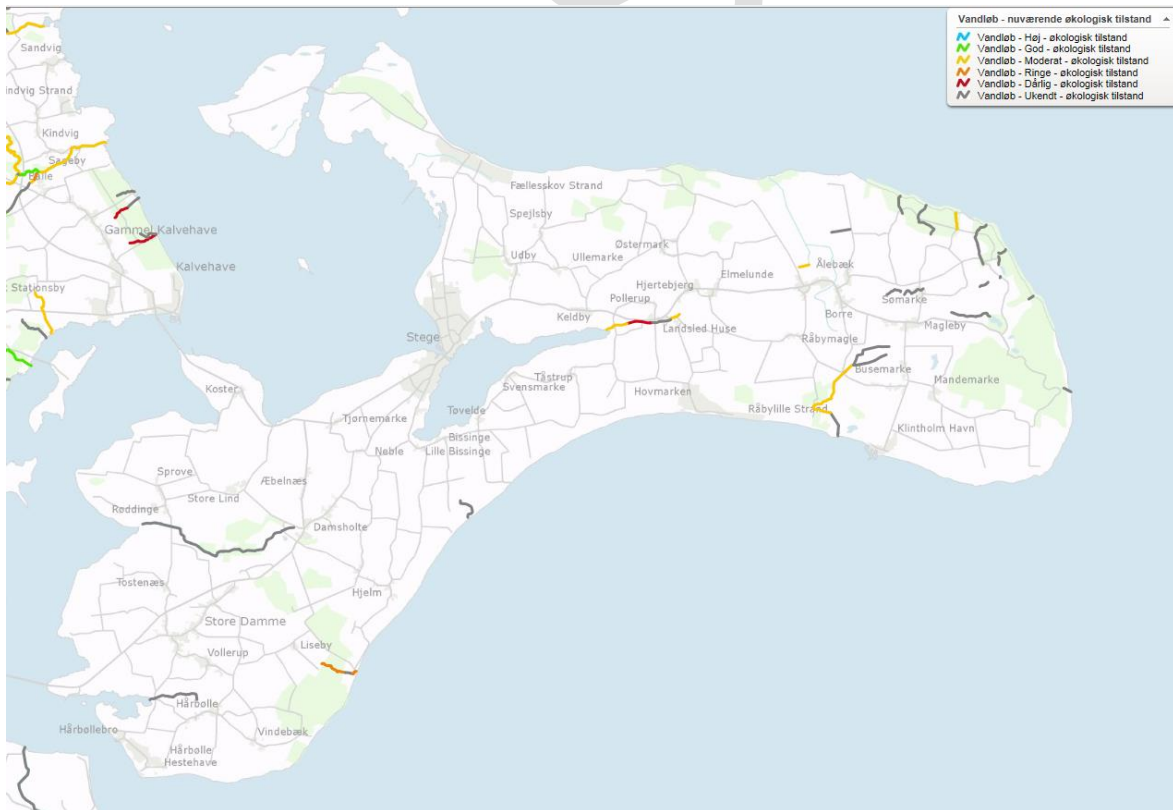 Vandløb - nuværende økologisk tilstand
Vandløb - Høj - økologisk tilstand
Vandløb - God - økologisk tilstand
Vandløb - Moderat - økologisk tilstand
Vandløb - Ringe - økologisk tilstand
Vandløb - Dårlig - økologisk tilstand
Vandløb - Ukendt - økologisk tilstand
Sandvig
ndvig Strand
Kindvig
Sageby
Gammel Kalvehave
Kalvehave
Stationsby
Fællesskov Strand
Spejlsby
Udby
Ullemarke
Østermark
Elmelunde
Hjertebjerg
Pollerup
Keldby
Landsled Huse
Ålebæk
Sømarke
Borre
Magleby
Råbymagle
Busemarke
Mandemarke
Stege
Koster
Tåstrup
Svensmarke
Hovmarken
Råbylille Strand
Klintholm Havn
Tjørnemarke
Tøvelde
Bissinge
Neble
Lille Bissinge
Sprove
Æbelnæs
Store Lind
Røddinge
Damsholte
Tostenæs
Hjelm
Store Damme
Vollerup
Liseby
Hårbølle
Hårbøllebro
Vindebæk
Hårbølle
Hestehave